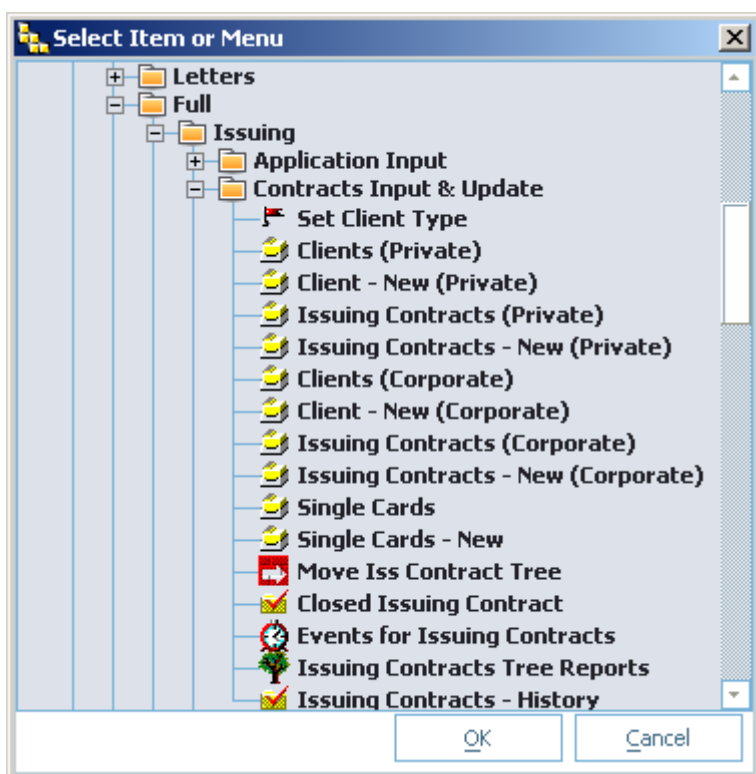 Select Item or Menu
Letters
Full
Issuing
Application Input
Contracts Input & Update
Set Client Type
Clients (Private)
Client - New (Private)
Issuing Contracts (Private)
Issuing Contracts - New (Private)
Clients (Corporate)
Client - New (Corporate)
Issuing Contracts (Corporate)
Issuing Contracts - New (Corporate)
Single Cards
Single Cards - New
Move Iss Contract Tree
Closed Issuing Contract
Events for Issuing Contracts
Issuing Contracts Tree Reports
Issuing Contracts - History
OK
Cancel